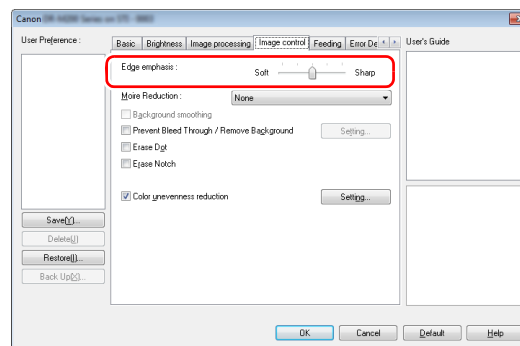 Canon
User Preference :
Basic Brightness Image processing Image control Feeding Error De
User's Guide
Edge emphasis :
Soft Sharp
Moire Reduction :
None
Background smoothing
Prevent Bleed Through / Remove Background
Setting...
Erase Dot
Erase Notch
Color unevenness reduction
Setting...
Save(Y)...
Delete(J)
Restore(I)...
Back Up(X)...
OK Cancel Default Help